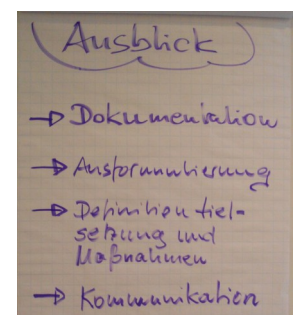 Ausblick
→ Dokumentation
→ Ausformulierung
→ Definition Ziel-
setzung und
Maßnahmen
→ Kommunikation